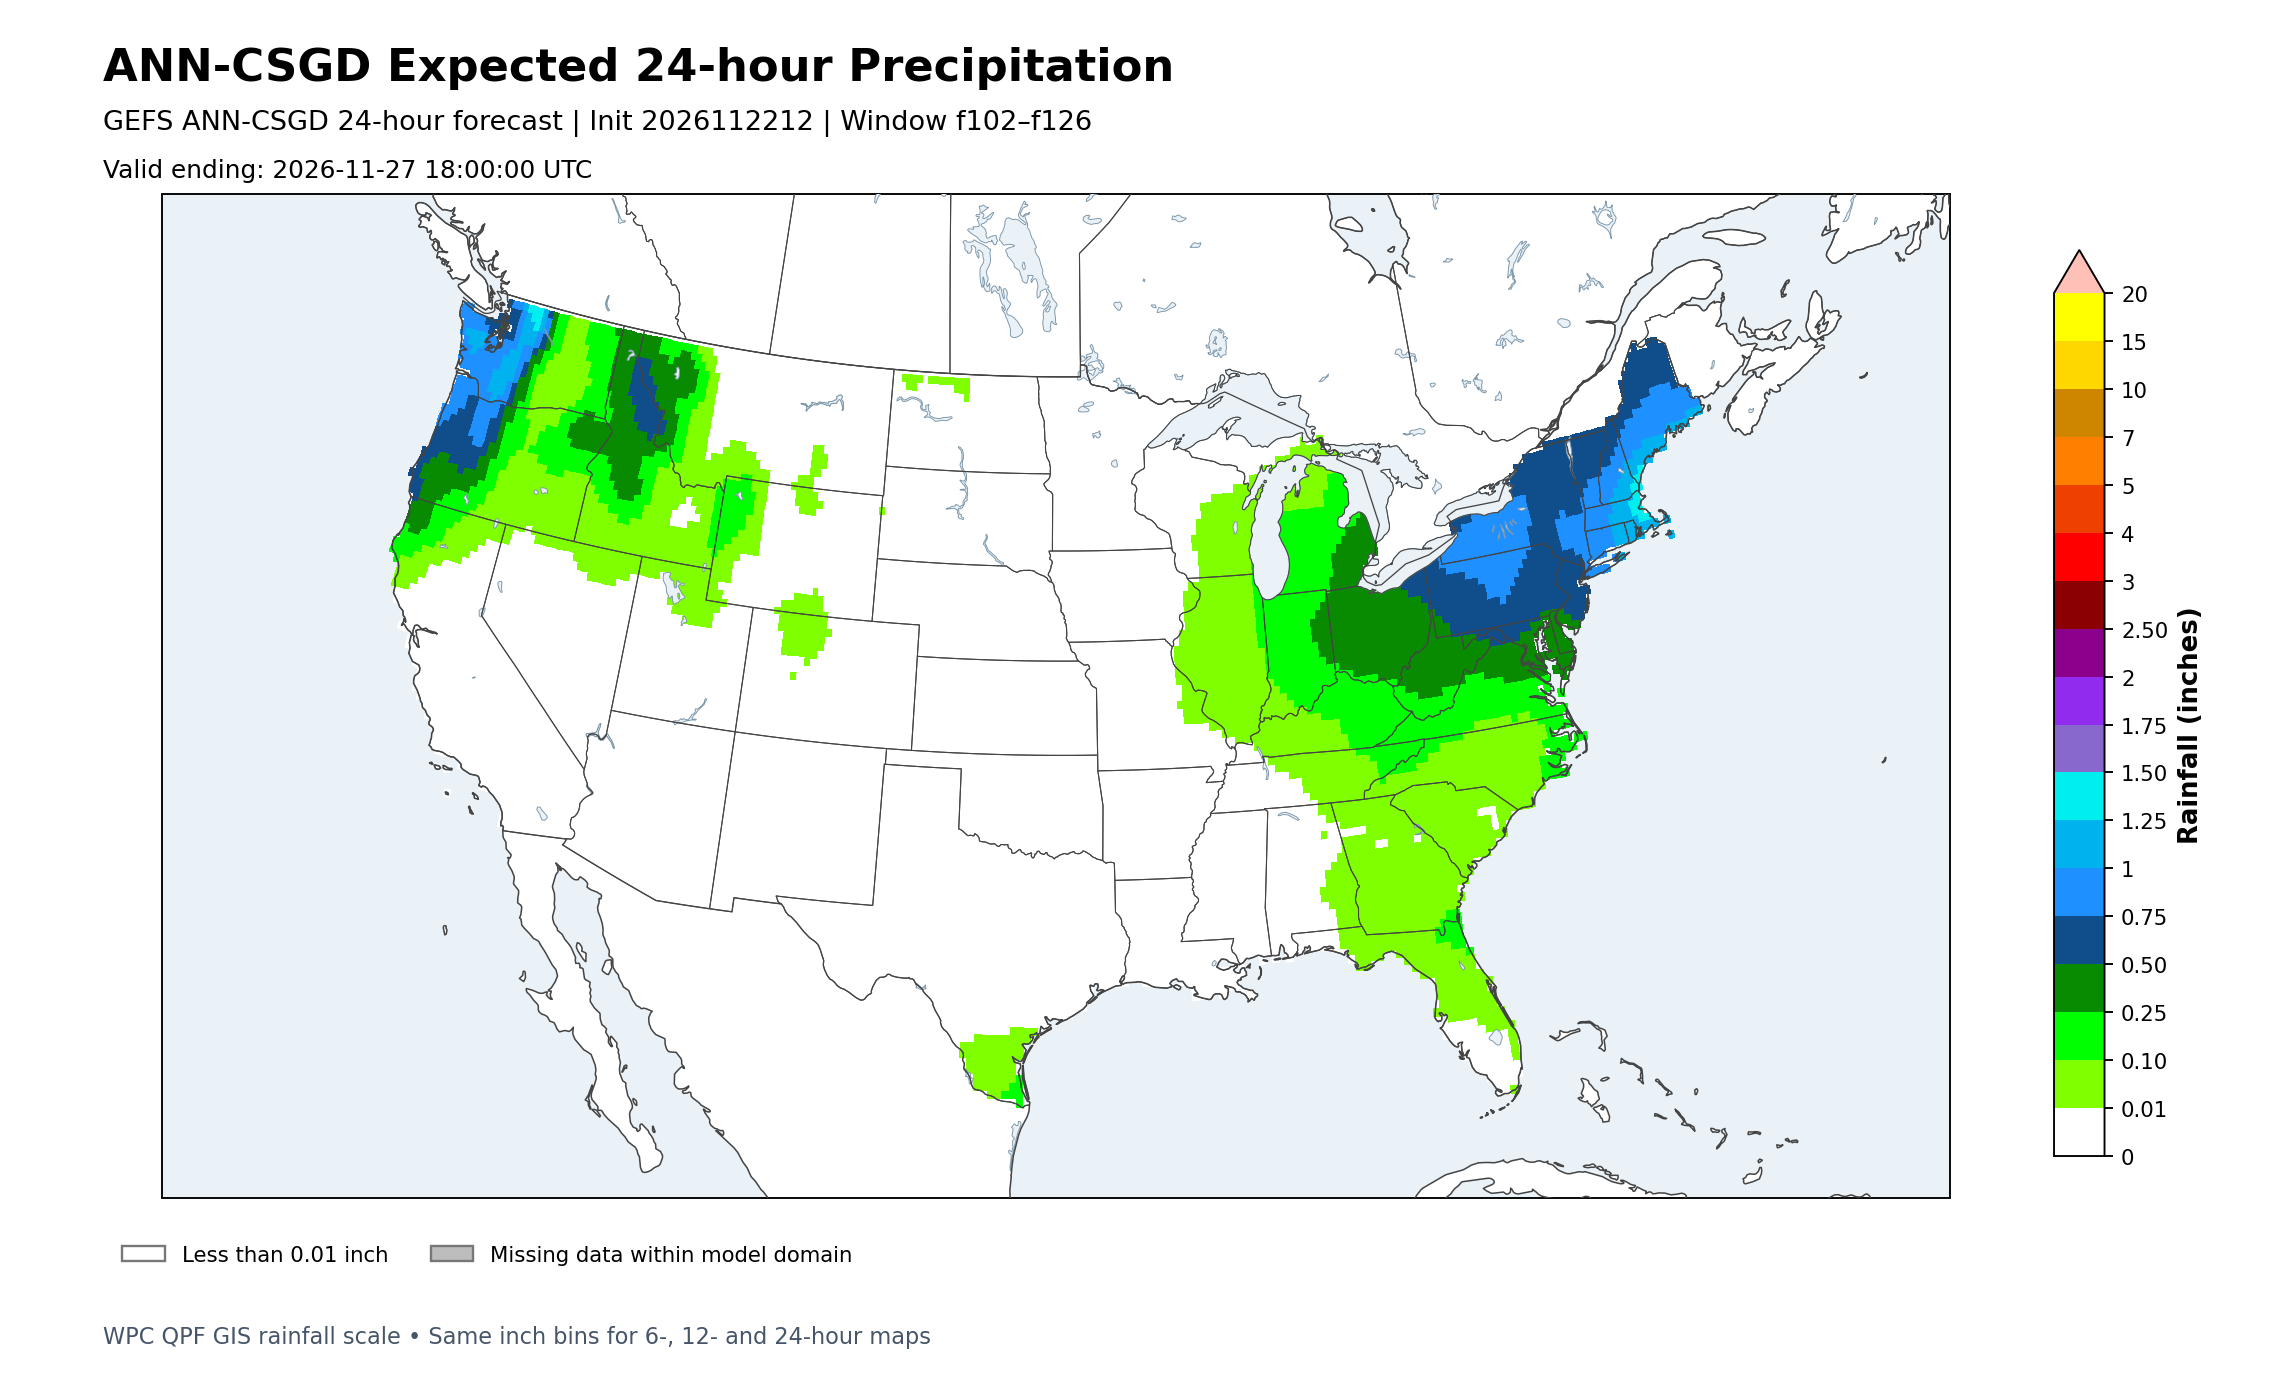 ANN-CSGD Expected 24-hour Precipitation
GEFS ANN-CSGD 24-hour forecast | Init 2026112212 | Window f102–f126
Valid ending: 2026-11-27 18:00:00 UTC
20
15
10
7
5
4
3
2.50
2
1.75
1.50
1.25
1
0.75
0.50
0.25
0.10
0.01
0
Rainfall (inches)
Less than 0.01 inch
Missing data within model domain
WPC QPF GIS rainfall scale • Same inch bins for 6-, 12- and 24-hour maps